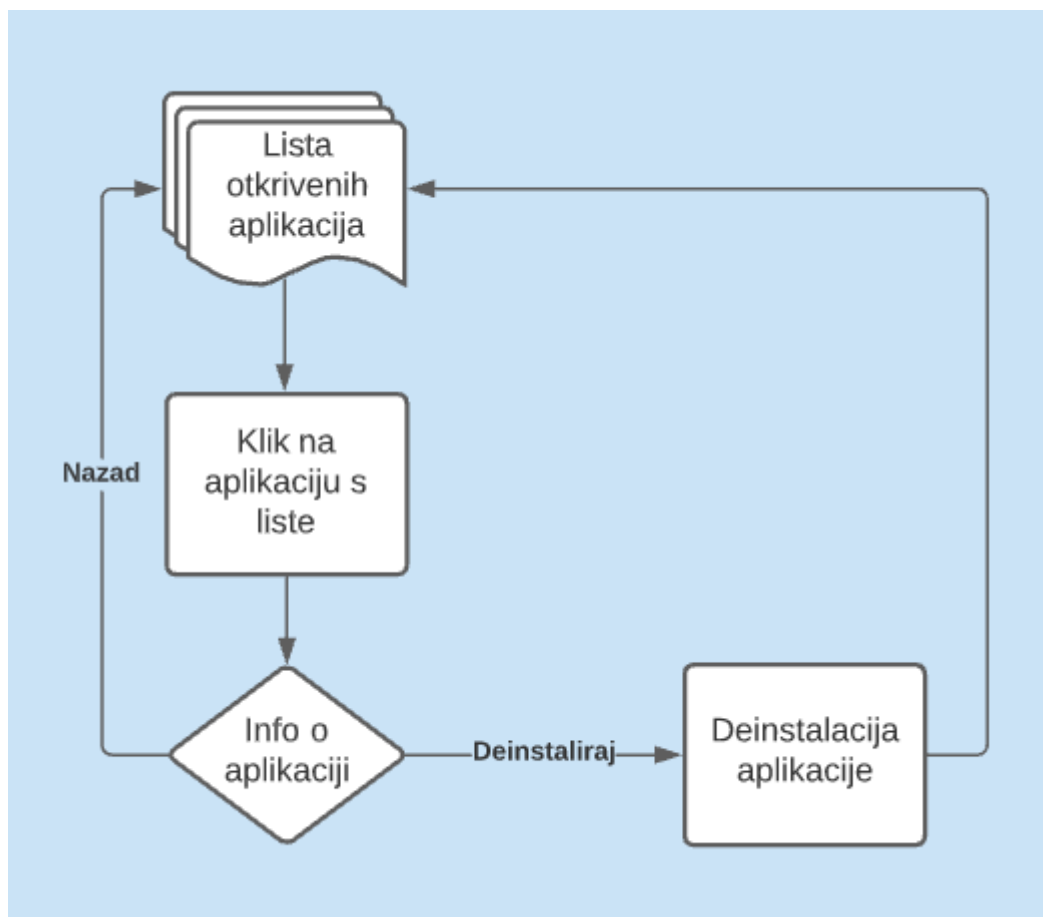 Lista
otkrivenih
aplikacija
Klik na
aplikaciju s
liste
Nazad
Info o
aplikaciji
Deinstaliraj
Deinstalacija
aplikacije